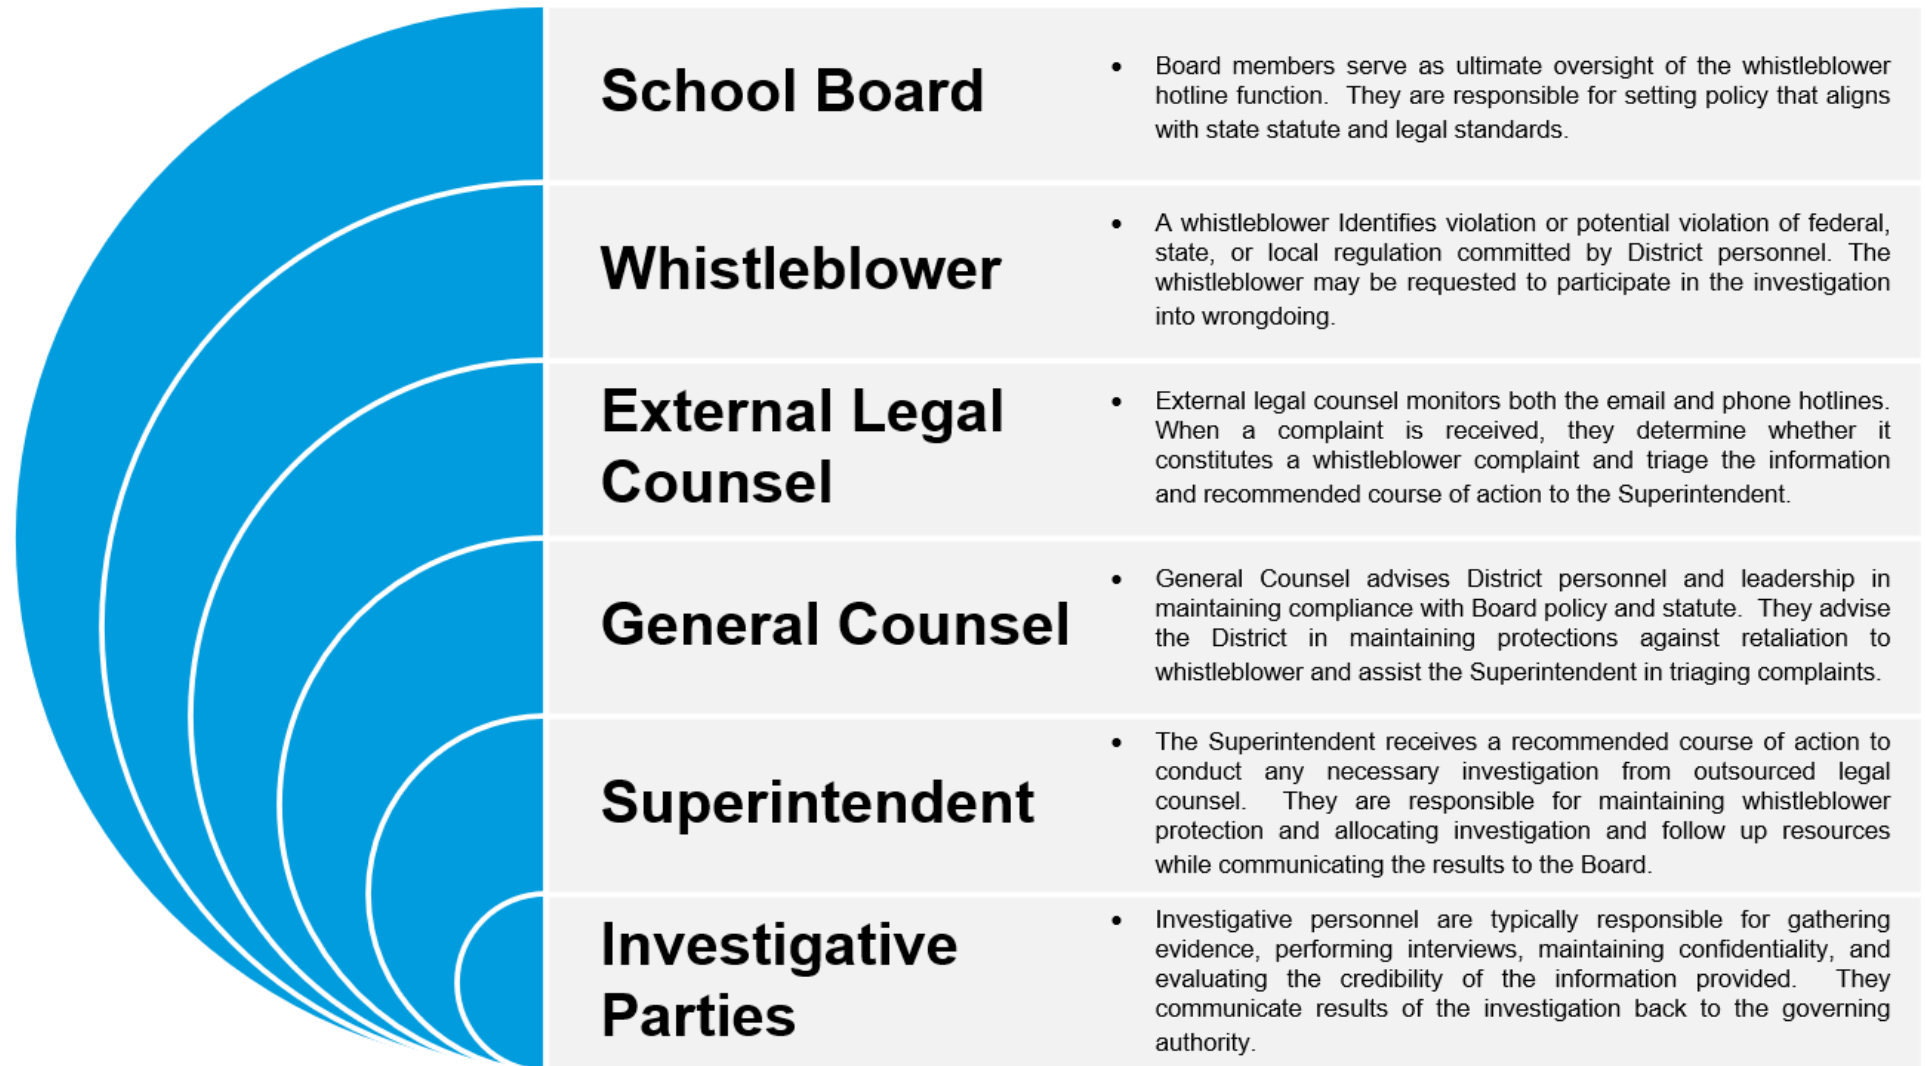 School Board
• Board members serve as ultimate oversight of the whistleblower
hotline function.  They are responsible for setting policy that aligns
with state statute and legal standards.
Whistleblower
• A whistleblower Identifies violation or potential violation of federal,
state, or local regulation committed by District personnel. The
whistleblower may be requested to participate in the investigation
into wrongdoing.
External Legal
Counsel
• External legal counsel monitors both the email and phone hotlines.
When a complaint is received, they determine whether it
constitutes a whistleblower complaint and triage the information
and recommended course of action to the Superintendent.
General Counsel
• General Counsel advises District personnel and leadership in
maintaining compliance with Board policy and statute.  They advise
the District in maintaining protections against retaliation to
whistleblower and assist the Superintendent in triaging complaints.
Superintendent
• The Superintendent receives a recommended course of action to
conduct any necessary investigation from outsourced legal
counsel.  They are responsible for maintaining whistleblower
protection and allocating investigation and follow up resources
while communicating the results to the Board.
Investigative
Parties
• Investigative personnel are typically responsible for gathering
evidence, performing interviews, maintaining confidentiality, and
evaluating the credibility of the information provided.  They
communicate results of the investigation back to the governing
authority.